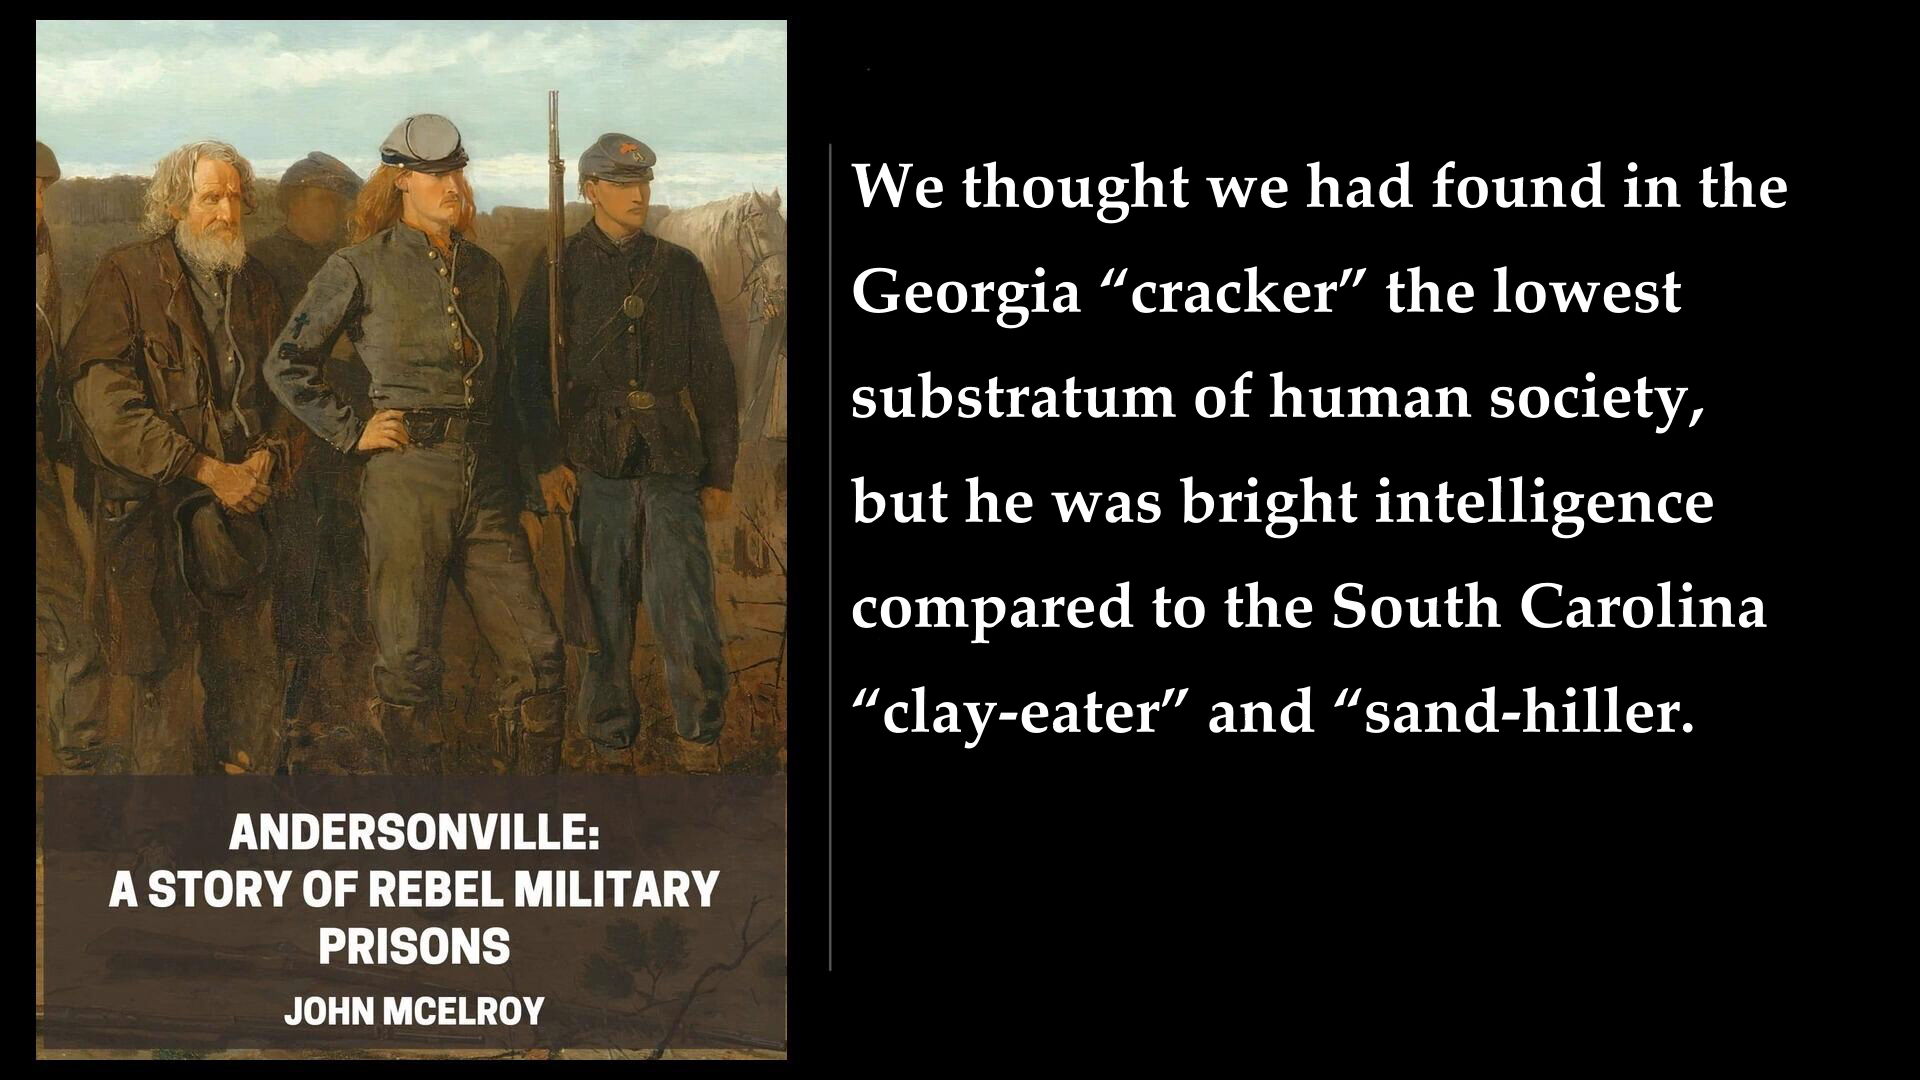 We thought we had found in the
Georgia “cracker” the lowest
substratum of human society,
but he was bright intelligence
compared to the South Carolina
“clay-eater” and “sand-hiller.
ANDERSONVILLE:
A STORY OF REBEL MILITARY
PRISONS
JOHN MCELROY